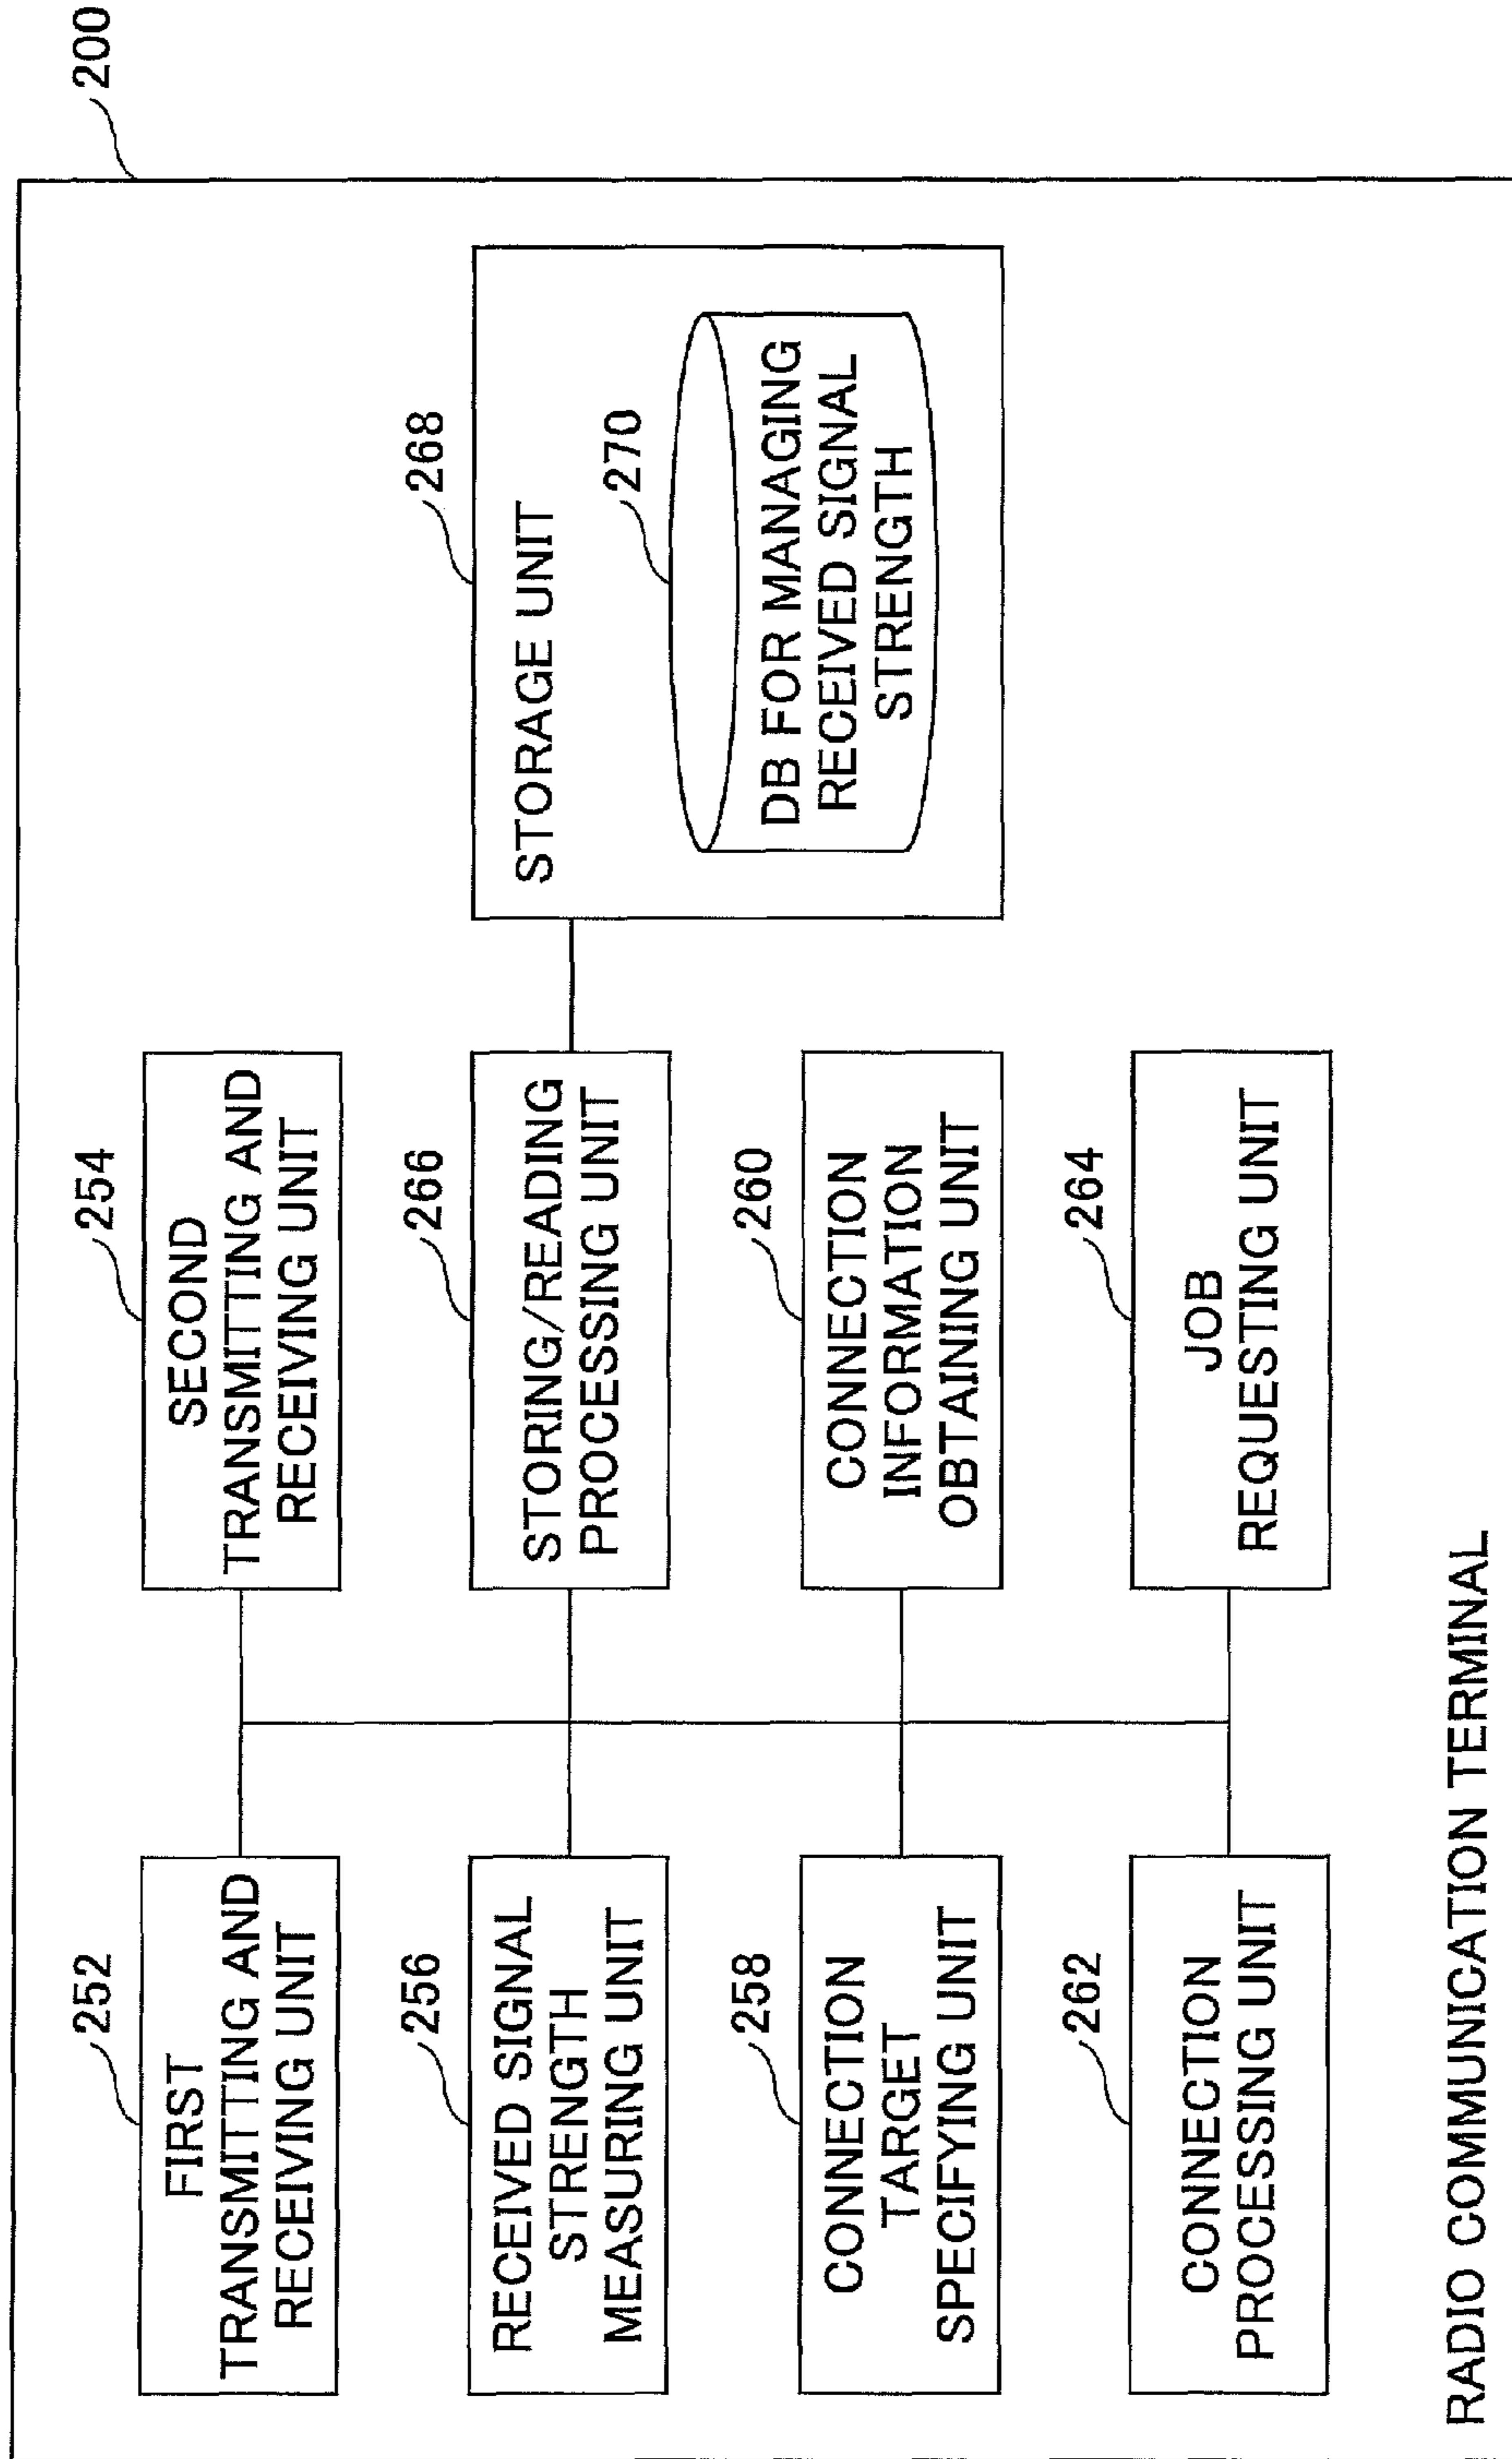 200
252
FIRST
TRANSMITTING AND
RECEIVING UNIT
254
SECOND
TRANSMITTING AND
RECEIVING UNIT
256
RECEIVED SIGNAL
STRENGTH
MEASURING UNIT
266
STORING/READING
PROCESSING UNIT
268
STORAGE UNIT
270
DB FOR MANAGING
RECEIVED SIGNAL
STRENGTH
258
CONNECTION
TARGET
SPECIFYING UNIT
260
CONNECTION
INFORMATION
OBTAINING UNIT
262
CONNECTION
PROCESSING UNIT
264
JOB
REQUESTING UNIT
RADIO COMMUNICATION TERMINAL